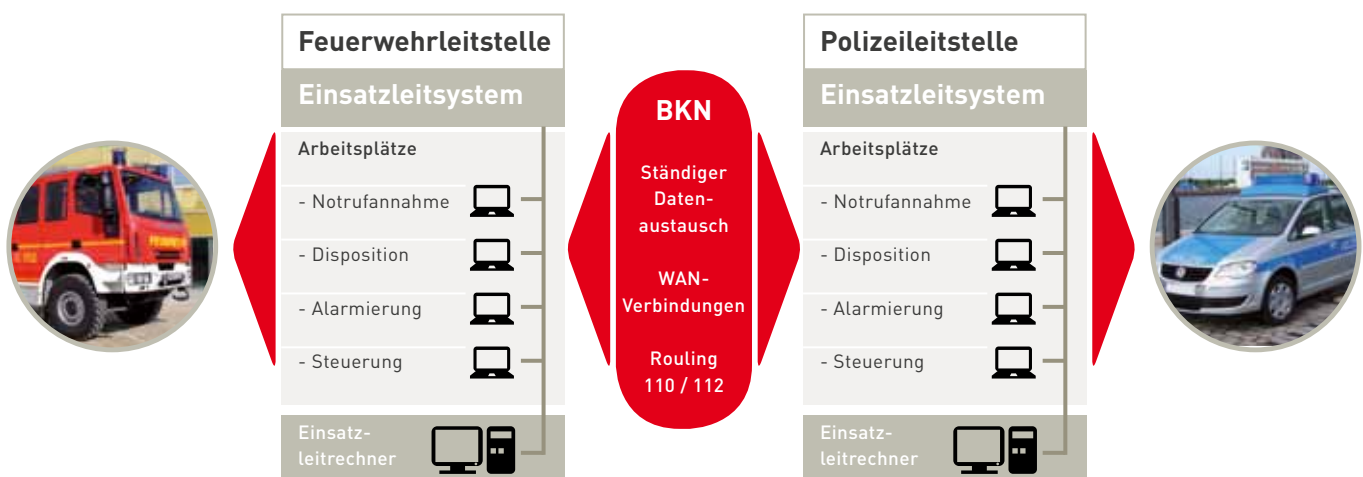 Feuerwehrleitstelle
Einsatzleitsystem
Arbeitsplätze
- Notrufannahme
- Disposition
- Alarmierung
- Steuerung
Einsatz-
leitrechner
BKN
Ständiger
Daten-
austausch
WAN-
Verbindungen
Rouling
110 / 112
Polizeileitstelle
Einsatzleitsystem
Arbeitsplätze
- Notrufannahme
- Disposition
- Alarmierung
- Steuerung
Einsatz-
leitrechner